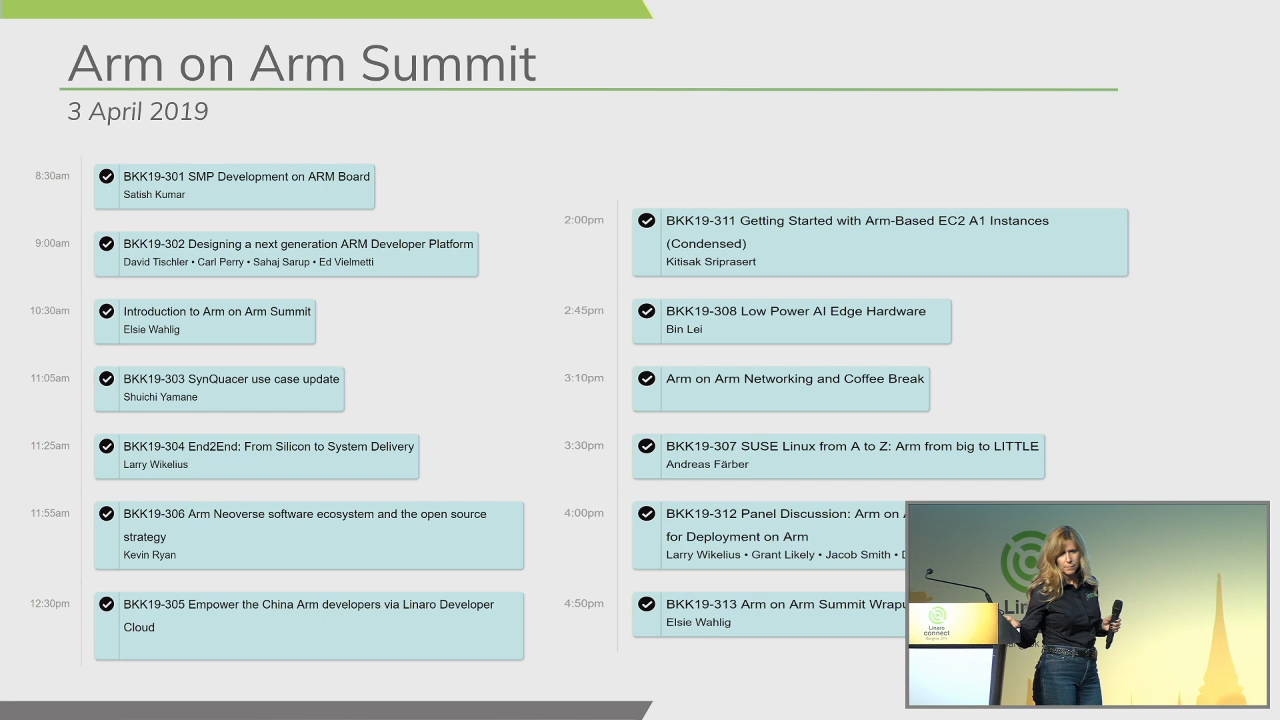 Arm on Arm Summit
3 April 2019
8:30am
BKK19-301 SMP Development on ARM Board
Satish Kumar
9:00am
BKK19-302 Designing a next generation ARM Developer Platform
David Tischler • Carl Perry • Sahaj Sarup • Ed Vielmetti
10:30am
Introduction to Arm on Arm Summit
Elsie Wahlig
11:05am
BKK19-303 SynQuacer use case update
Shuichi Yamane
11:25am
BKK19-304 End2End: From Silicon to System Delivery
Larry Wikelius
11:55am
BKK19-306 Arm Neoverse software ecosystem and the open source
strategy
Kevin Ryan
12:30pm
BKK19-305 Empower the China Arm developers via Linaro Developer
Cloud
2:00pm
BKK19-311 Getting Started with Arm-Based EC2 A1 Instances
(Condensed)
Kitisak Sriprasert
2:45pm
BKK19-308 Low Power AI Edge Hardware
Bin Lei
3:10pm
Arm on Arm Networking and Coffee Break
3:30pm
BKK19-307 SUSE Linux from A to Z: Arm from big to LITTLE
Andreas Färber
4:00pm
BKK19-312 Panel Discussion: Arm on
for Deployment on Arm
Larry Wikelius • Grant Likely • Jacob Smith •
4:50pm
BKK19-313 Arm on Arm Summit Wrapu
Elsie Wahlig
Linaro
connect